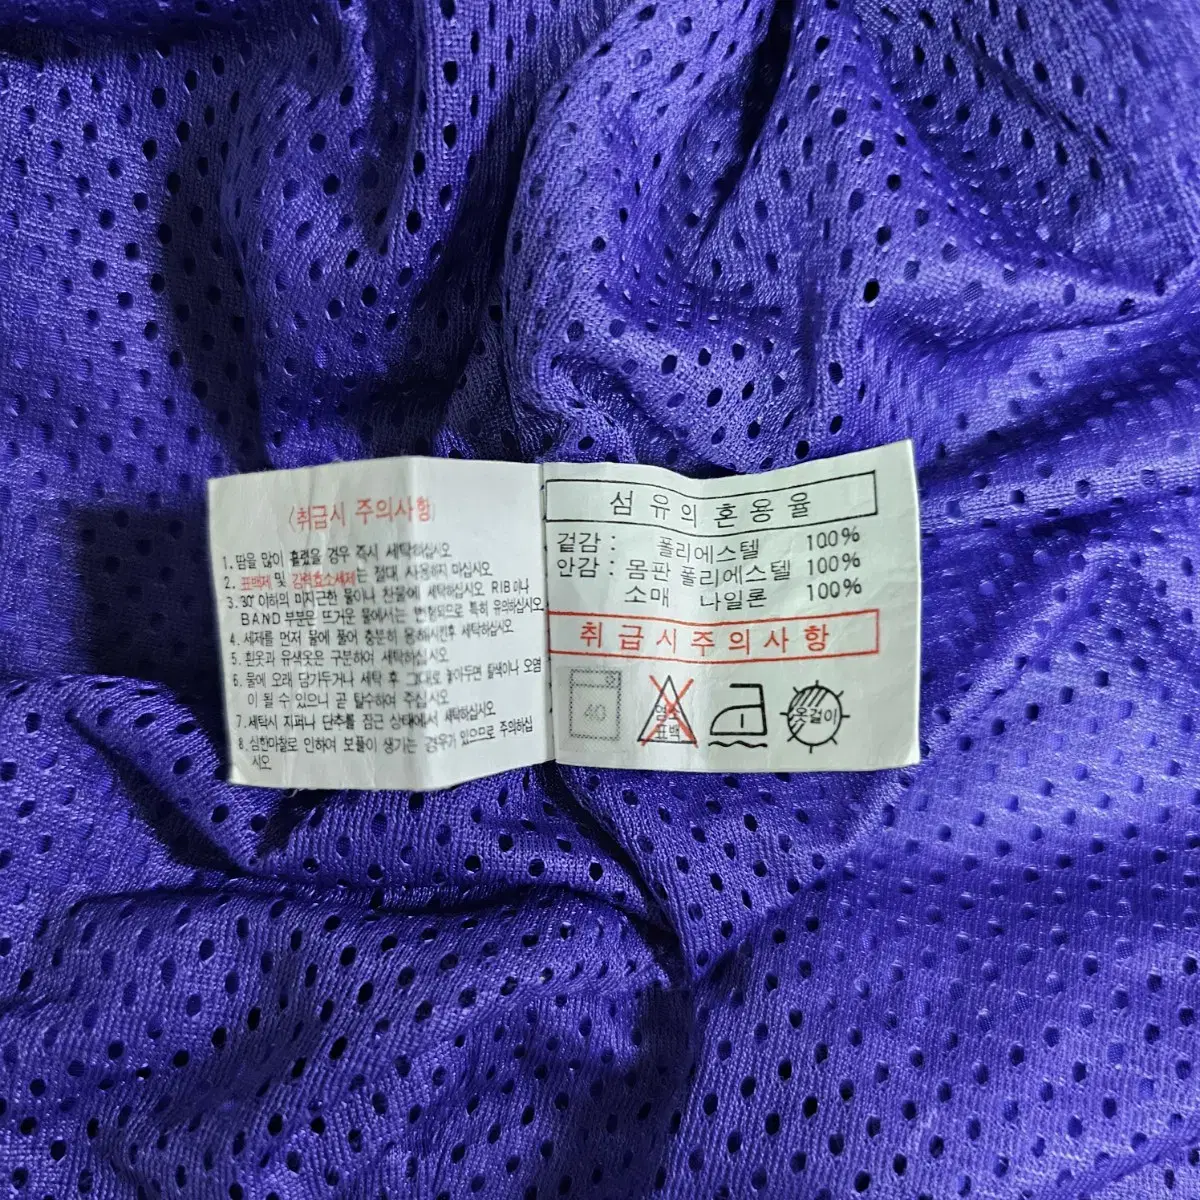 (취급시 주의사항)
1. 땀을 많이 흘렸을 경우 즉시 세탁하십시오
2. 표백제 및 강력효소세제는 절대 사용하지 마십시오
3. 30°이하의 미지근한 물이나 찬물에 세탁하십시오 RIB이나
BAND부분은 뜨거운 물에서는 변형되므로 특히 유의하십시오
4. 세제를 먼저 물에 풀어 충분히 용해시킨후 세탁하십시오
5. 흰옷과 유색옷은 구분하여 세탁하십시오
6. 물에 오래 담가두거나 세탁 후 그대로 놓아두면 탈색이나 오염
이 될 수 있으니 곧 탈수하여 주십시오
7. 세탁시 지퍼나 단추를 잠근 상태에서 세탁하십시오
8. 심한마찰로 인하여 보풀이 생기는 경우가 있으므로 주의하십
시오
섬유의혼용율
겉감 : 폴리에스텔 100%
안감 : 몸판 폴리에스텔 100%
소매 나일론 100%
취급시주의사항
40
염소
표백
1
옷걸이